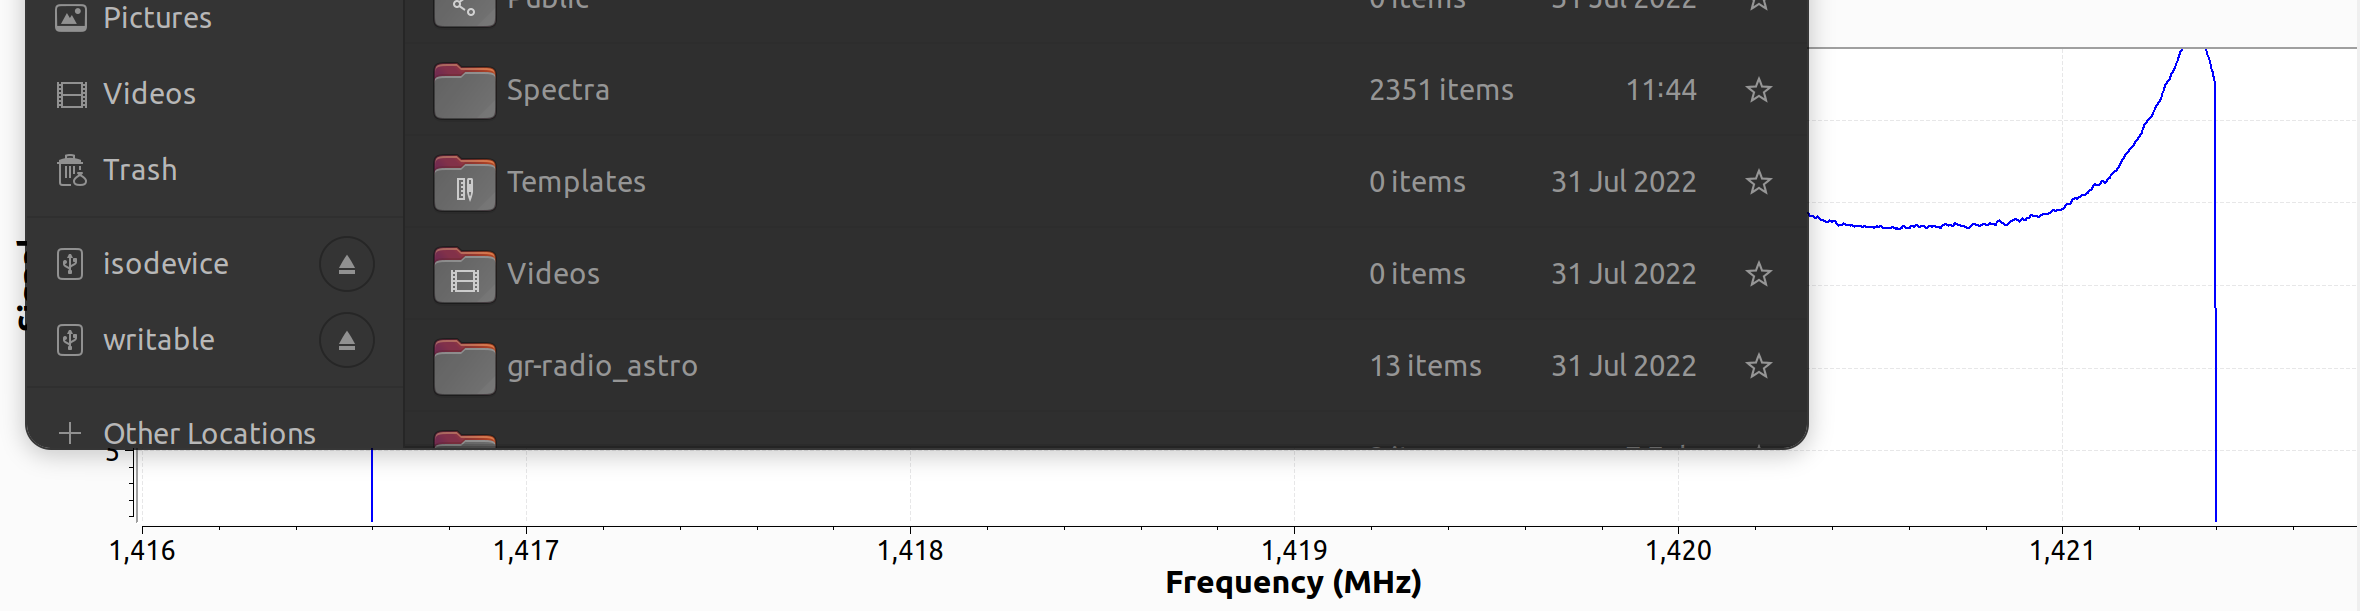 Pictures
Public 0 items 31 Jul 2022
Videos
Spectra 2351 items 11:44
Trash
Templates 0 items 31 Jul 2022
isodevice
Videos 0 items 31 Jul 2022
writable
gr-radio_astro 13 items 31 Jul 2022
Other Locations
5
1,416 1,417 1,418 1,419 1,420 1,421
Frequency (MHz)